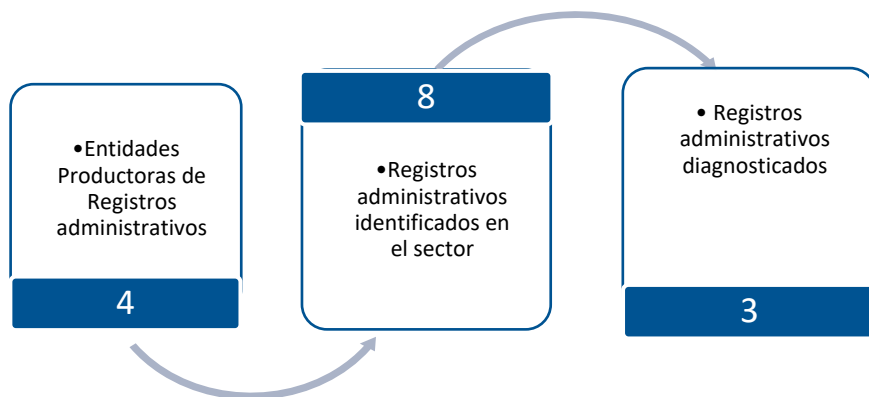 •Entidades
Productoras de
Registros
administrativos
4
8
•Registros
administrativos
identificados en
el sector
• Registros
administrativos
diagnosticados
3